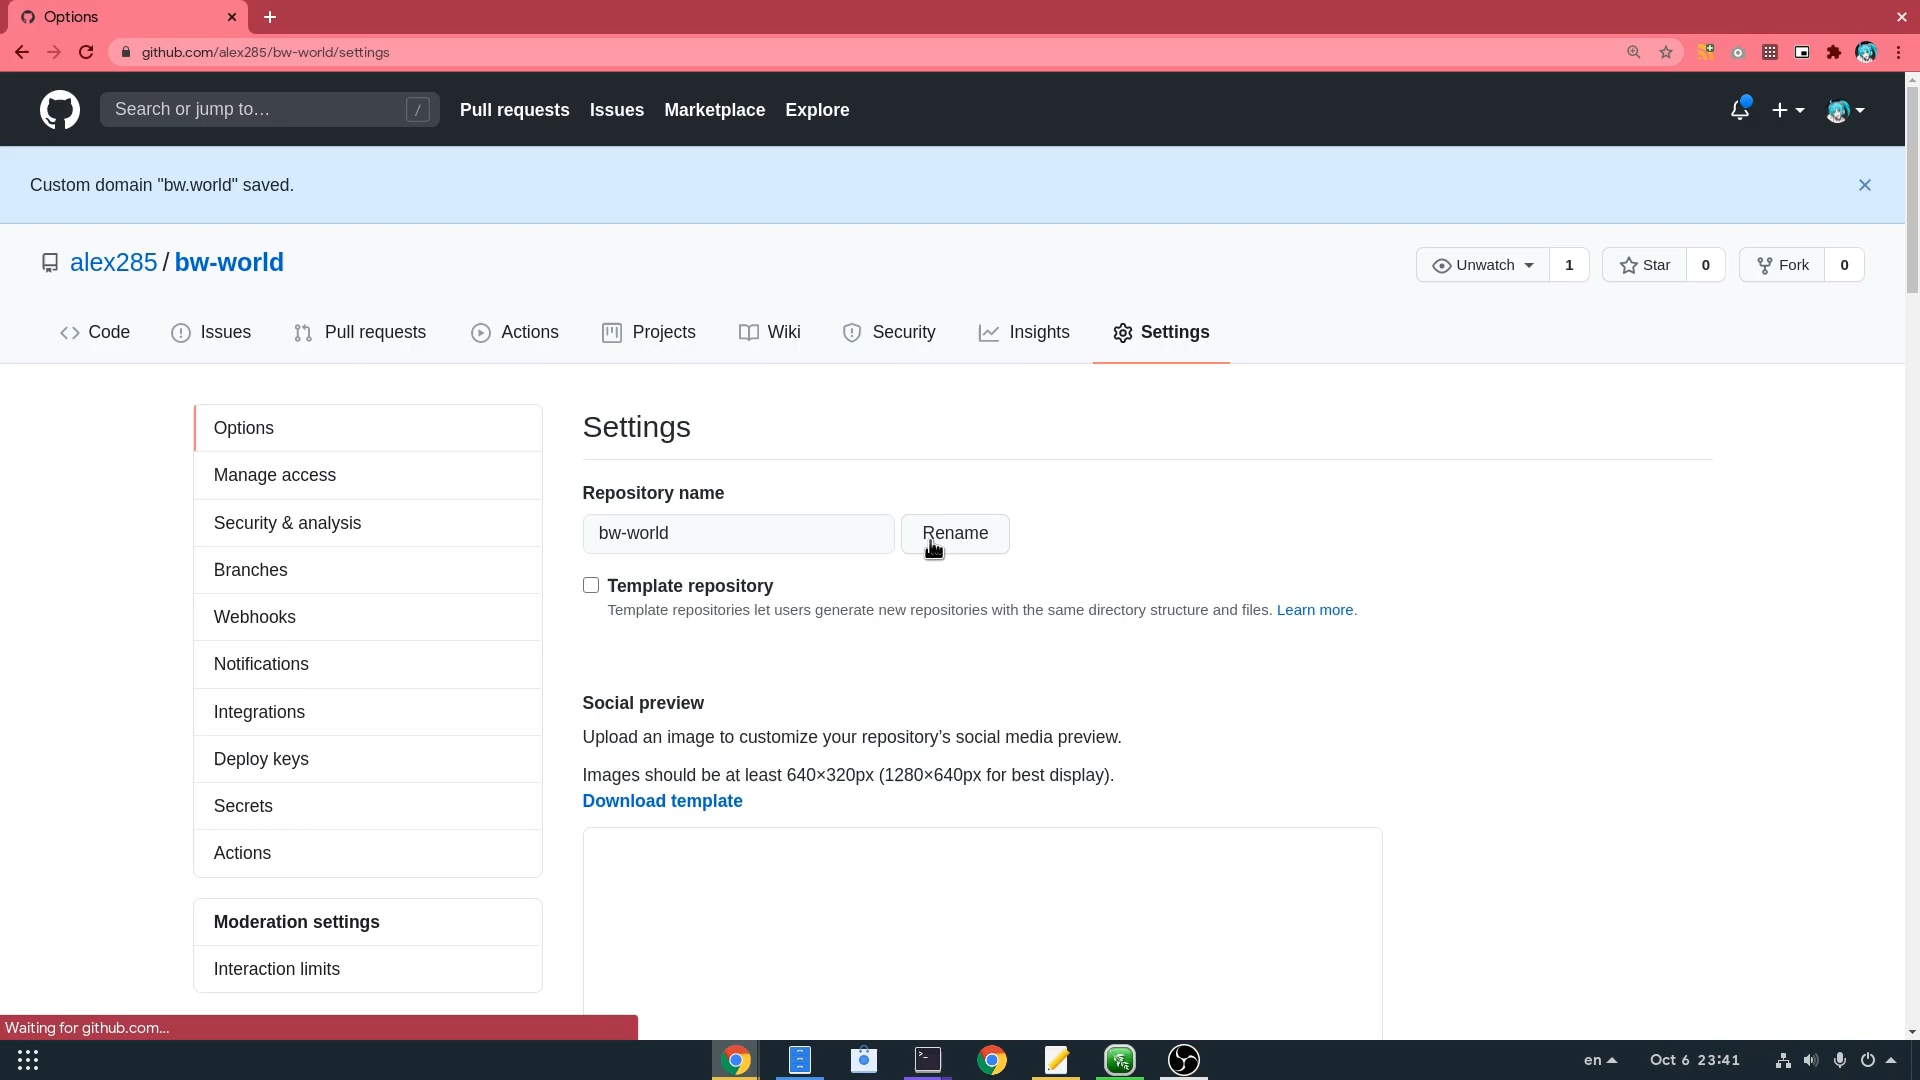 Options
github.com/alex285/bw-world/settings
Search or jump to…
/
Pull requests
Issues
Marketplace
Explore
Custom domain "bw.world" saved.
alex285 / bw-world
Unwatch
1
Star
0
Fork
0
Code
Issues
Pull requests
Actions
Projects
Wiki
Security
Insights
Settings
Options
Manage access
Security & analysis
Branches
Webhooks
Notifications
Integrations
Deploy keys
Secrets
Actions
Moderation settings
Interaction limits
Settings
Repository name
bw-world
Rename
Template repository
Template repositories let users generate new repositories with the same directory structure and files. Learn more.
Social preview
Upload an image to customize your repository’s social media preview.
Images should be at least 640×320px (1280×640px for best display).
Download template
Waiting for github.com...
en
Oct 6 23:41